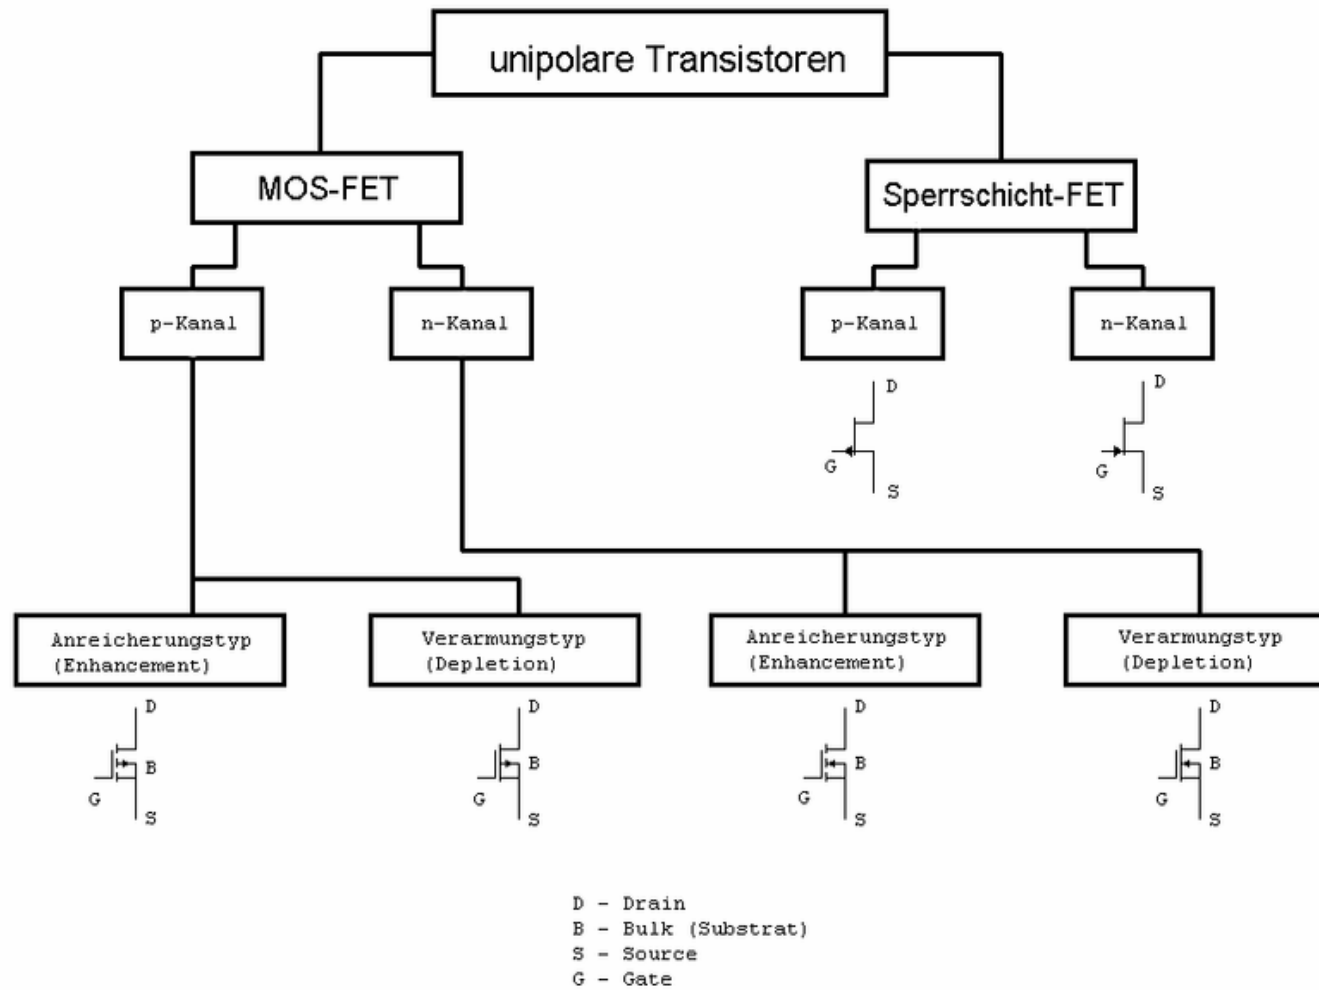 unipolare Transistoren
MOS-FET
Sperrschicht-FET
p-Kanal
n-Kanal
p-Kanal
n-Kanal
D
G
S
D
G
S
Anreicherungstyp
(Enhancement)
Verarmungstyp
(Depletion)
Anreicherungstyp
(Enhancement)
Verarmungstyp
(Depletion)
D
B
G
S
D
B
G
S
D
B
G
S
D
B
G
S
D - Drain
B - Bulk (Substrat)
S - Source
G - Gate